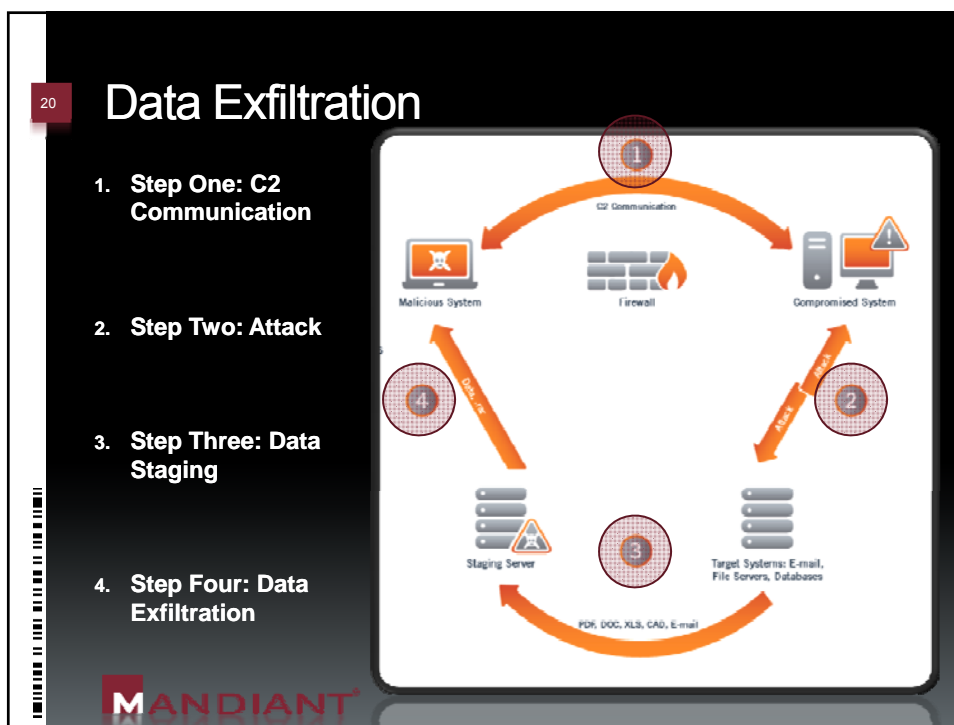 20
Data Exfiltration
1. Step One: C2
Communication
2. Step Two: Attack
3. Step Three: Data
Staging
4. Step Four: Data
Exfiltration
1
C2 Communication
Malicious System
Firewall
Compromised System
Attack
Attack
2
4
3
Staging Server
Target Systems: E-mail,
File Servers, Databases
PDF, DOC, XLS, CAD, E-mail
MANDIANT®